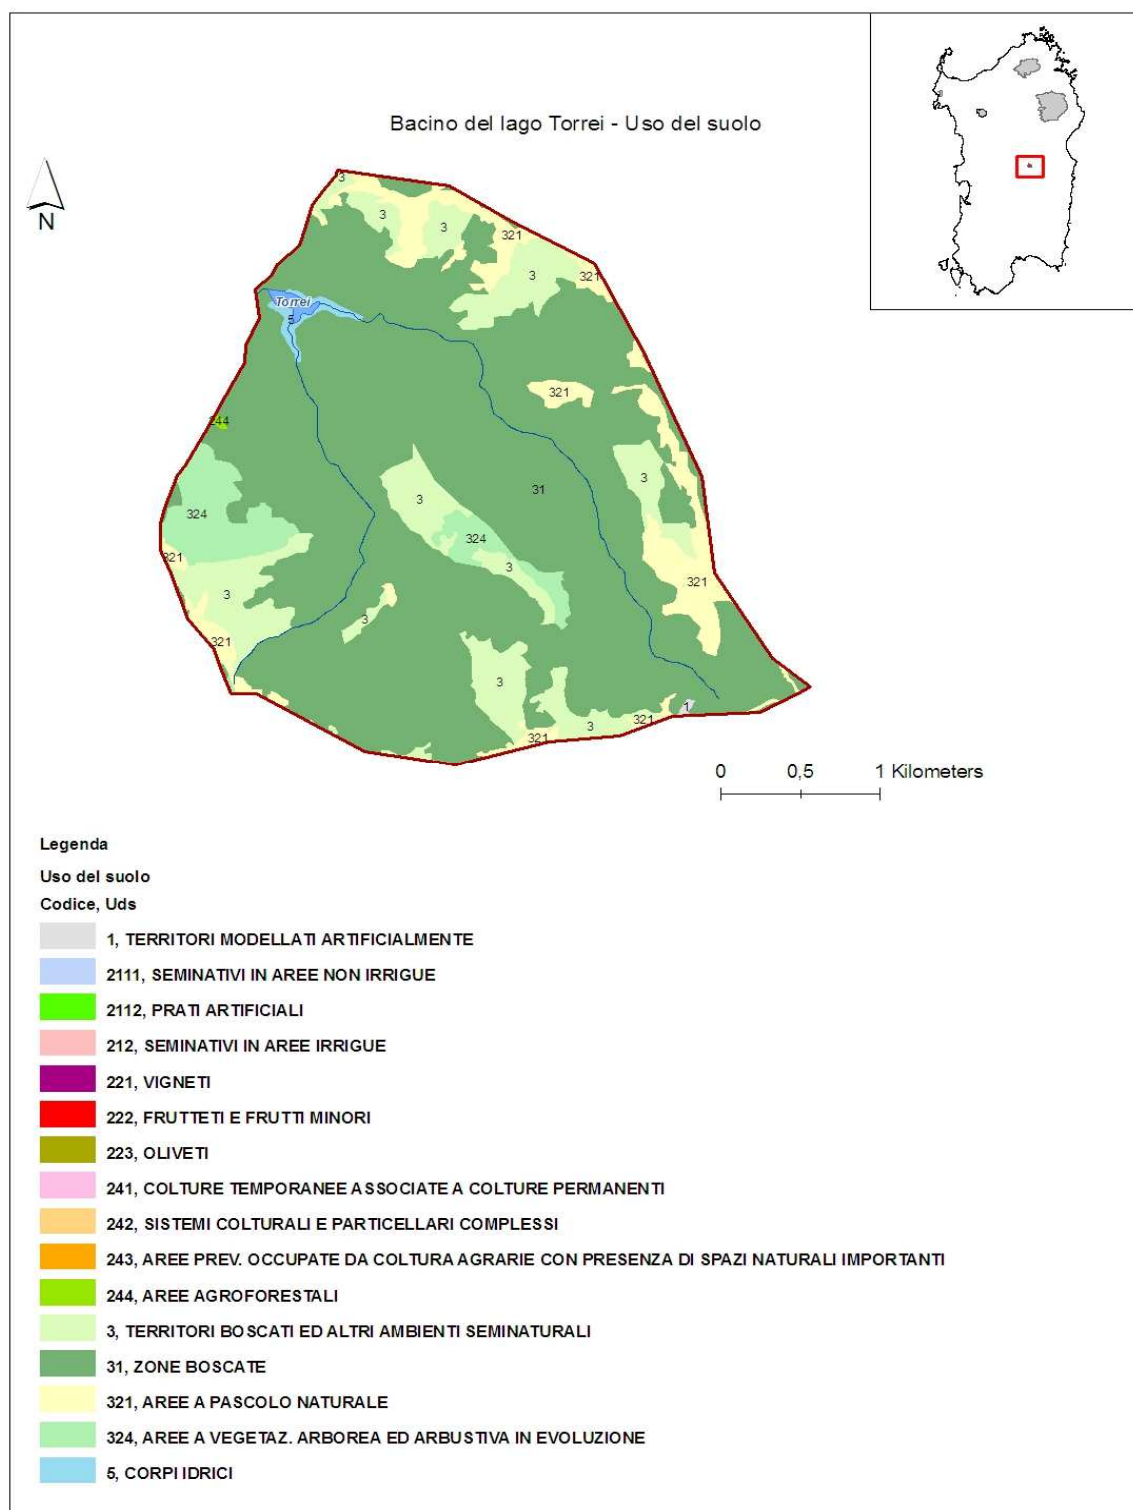 Bacino del lago Torrei - Uso del suolo
N
3
3
3
321
3
321
Torrei
5
321
244
3
3
31
324
324
321
3
3
321
3
321
3
3
1
321
3
321
0 0,5 1 Kilometers
Legenda
Uso del suolo
Codice, Uds
1, TERRITORI MODELLATI ARTIFICIALMENTE
2111, SEMINATIVI IN AREE NON IRRIGUE
2112, PRATI ARTIFICIALI
212, SEMINATIVI IN AREE IRRIGUE
221, VIGNETI
222, FRUTTETI E FRUTTI MINORI
223, OLIVETI
241, COLTURE TEMPORANEE ASSOCIATE A COLTURE PERMANENTI
242, SISTEMI COLTURALI E PARTICELLARI COMPLESSI
243, AREE PREV. OCCUPATE DA COLTURA AGRARIE CON PRESENZA DI SPAZI NATURALI IMPORTANTI
244, AREE AGROFORESTALI
3, TERRITORI BOSCATI ED ALTRI AMBIENTI SEMINATURALI
31, ZONE BOSCATE
321, AREE A PASCOLO NATURALE
324, AREE A VEGETAZ. ARBOREA ED ARBUSTIVA IN EVOLUZIONE
5, CORPI IDRICI